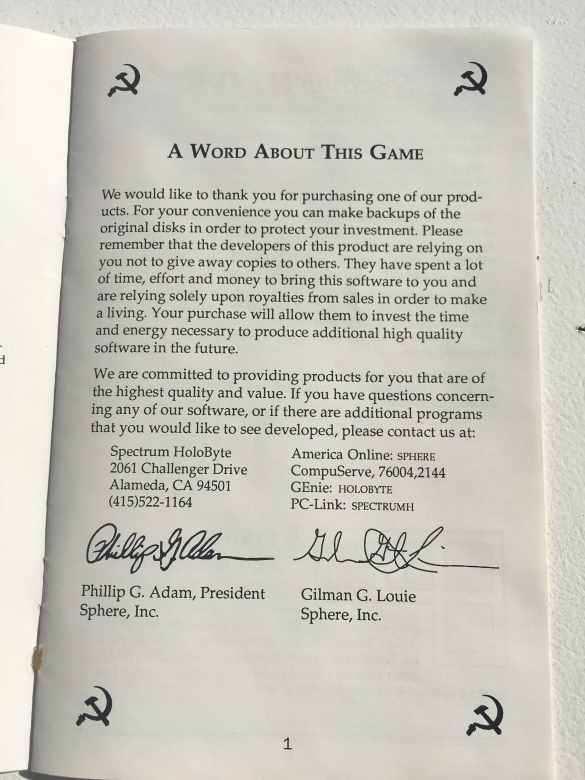 A WORD ABOUT THIS GAME
We would like to thank you for purchasing one of our prod-
ucts. For your convenience you can make backups of the
original disks in order to protect your investment. Please
remember that the developers of this product are relying on
you not to give away copies to others. They have spent a lot
of time, effort and money to bring this software to you and
are relying solely upon royalties from sales in order to make
a living. Your purchase will allow them to invest the time
and energy necessary to produce additional high quality
software in the future.
We are committed to providing products for you that are of
the highest quality and value. If you have questions concern-
ing any of our software, or if there are additional programs
that you would like to see developed, please contact us at:
Spectrum HoloByte
2061 Challenger Drive
Alameda, CA 94501
(415)522-1164
America Online: SPHERE
CompuServe, 76004,2144
GEnie: HOLOBYTE
PC-Link: SPECTRUMH
Phillip G. Adam
Phillip G. Adam, President
Sphere, Inc.
Gilman G. Louie
Sphere, Inc.
1